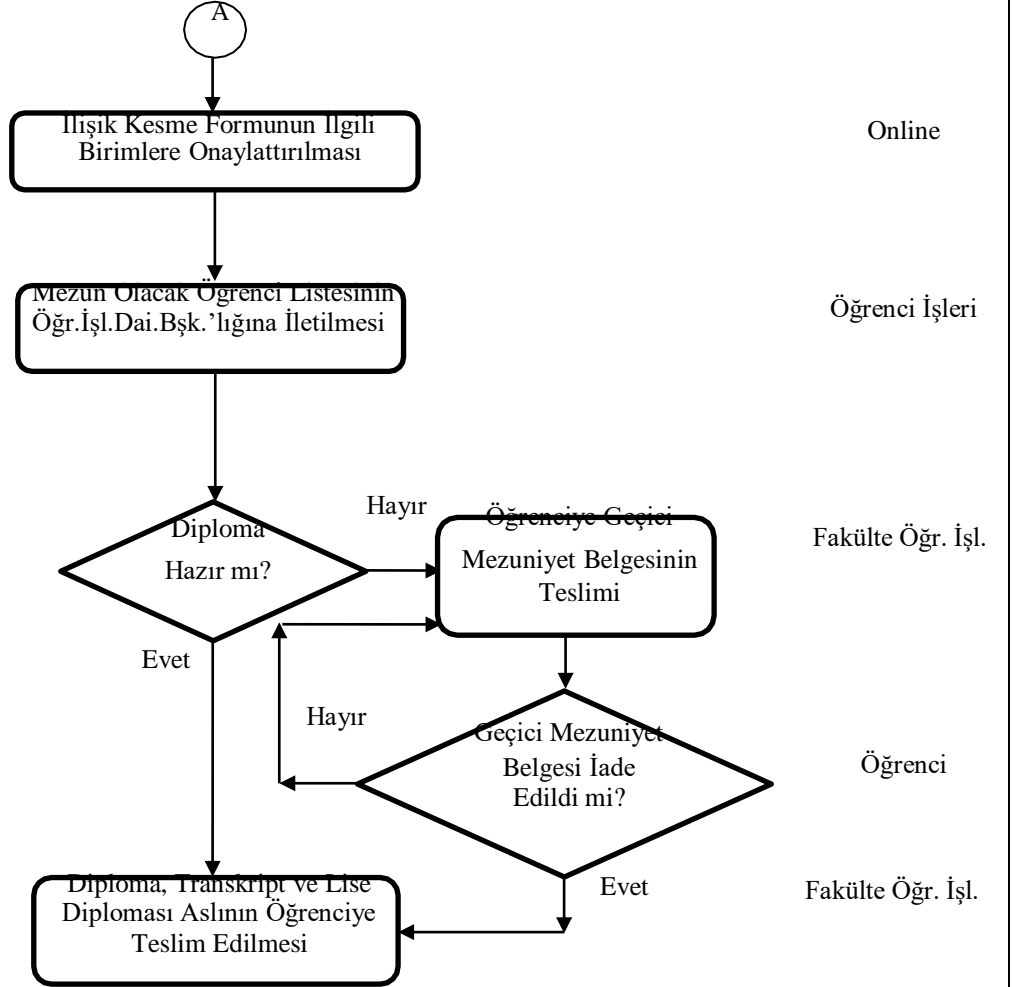 A
İlişik Kesme Formunun İlgili
Birimlere Onaylattırılması
Online
Mezun Olacak Öğrenci Listesinin
Öğr.İşl.Dai.Bşk.’lığına İletilmesi
Öğrenci İşleri
Diploma
Hazır mı?
Hayır
Öğrenciye Geçici
Mezuniyet Belgesinin
Teslimi
Fakülte Öğr. İşl.
Evet
Hayır
Geçici Mezuniyet
Belgesi İade
Edildi mi?
Öğrenci
Evet
Diploma, Transkript ve Lise
Diploması Aslının Öğrenciye
Teslim Edilmesi
Fakülte Öğr. İşl.